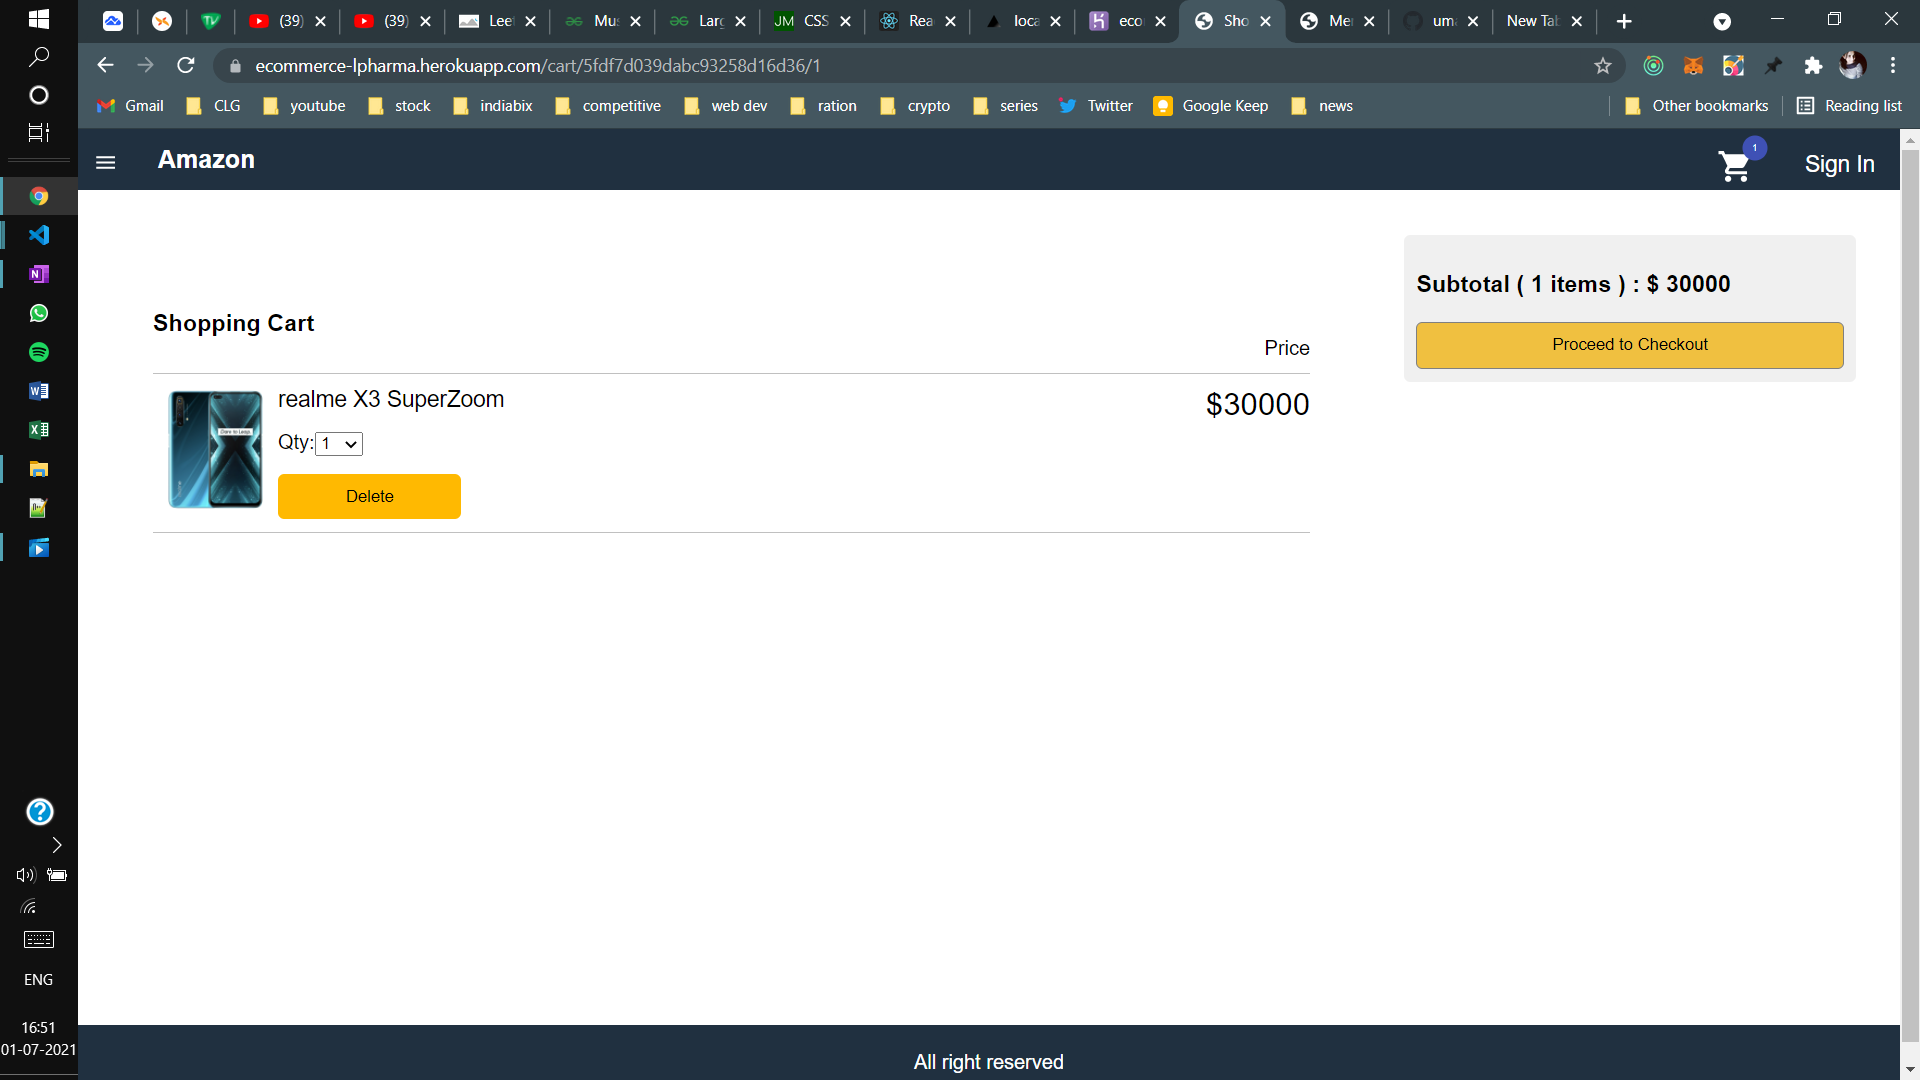 (39)
(39)
Lee
Mu
Larg
JM CSS
Rea
loca
eco
Sho
Me
um
New Tab
ecommerce-lpharma.herokuapp.com/cart/5fdf7d039dabc93258d16d36/1
Gmail
CLG
youtube
stock
indiabix
competitive
web dev
ration
crypto
series
Twitter
Google Keep
news
Other bookmarks
Reading list
Amazon
1
Sign In
Shopping Cart
Price
realme X3 SuperZoom
$30000
Qty: 1
Delete
Subtotal ( 1 items ) : $ 30000
Proceed to Checkout
All right reserved
ENG
16:51
01-07-2021